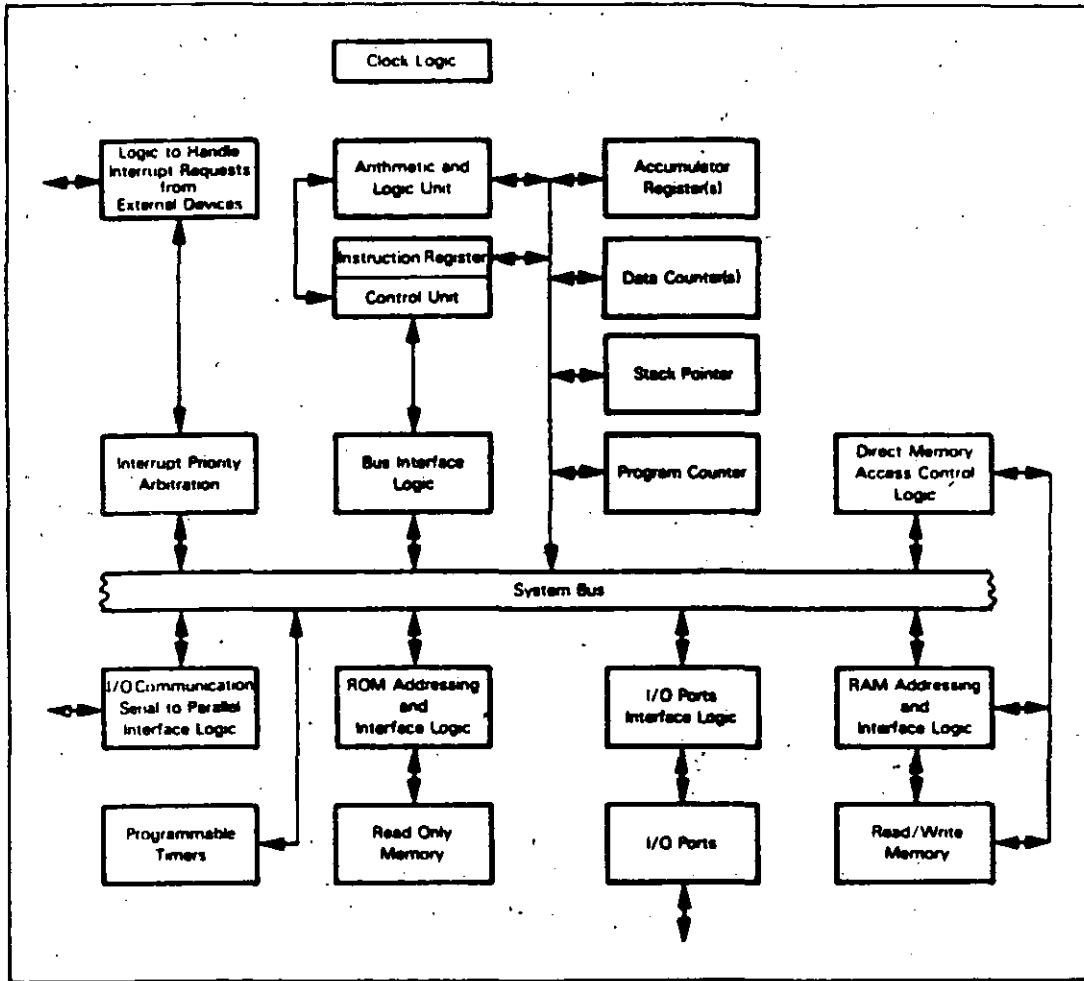 Clock Logic
Logic to Handle
Interrupt Requests
from
External Devices
Arithmetic and
Logic Unit
Accumulator
Register(s)
Instruction Register
Control Unit
Data Counter(s)
Stack Pointer
Interrupt Priority
Arbitration
Bus Interface
Logic
Program Counter
Direct Memory
Access Control
Logic
System Bus
I/O Communication
Serial to Parallel
Interface Logic
ROM Addressing
and
Interface Logic
I/O Ports
Interface Logic
RAM Addressing
and
Interface Logic
Programmable
Timers
Read Only
Memory
I/O Ports
Read/Write
Memory